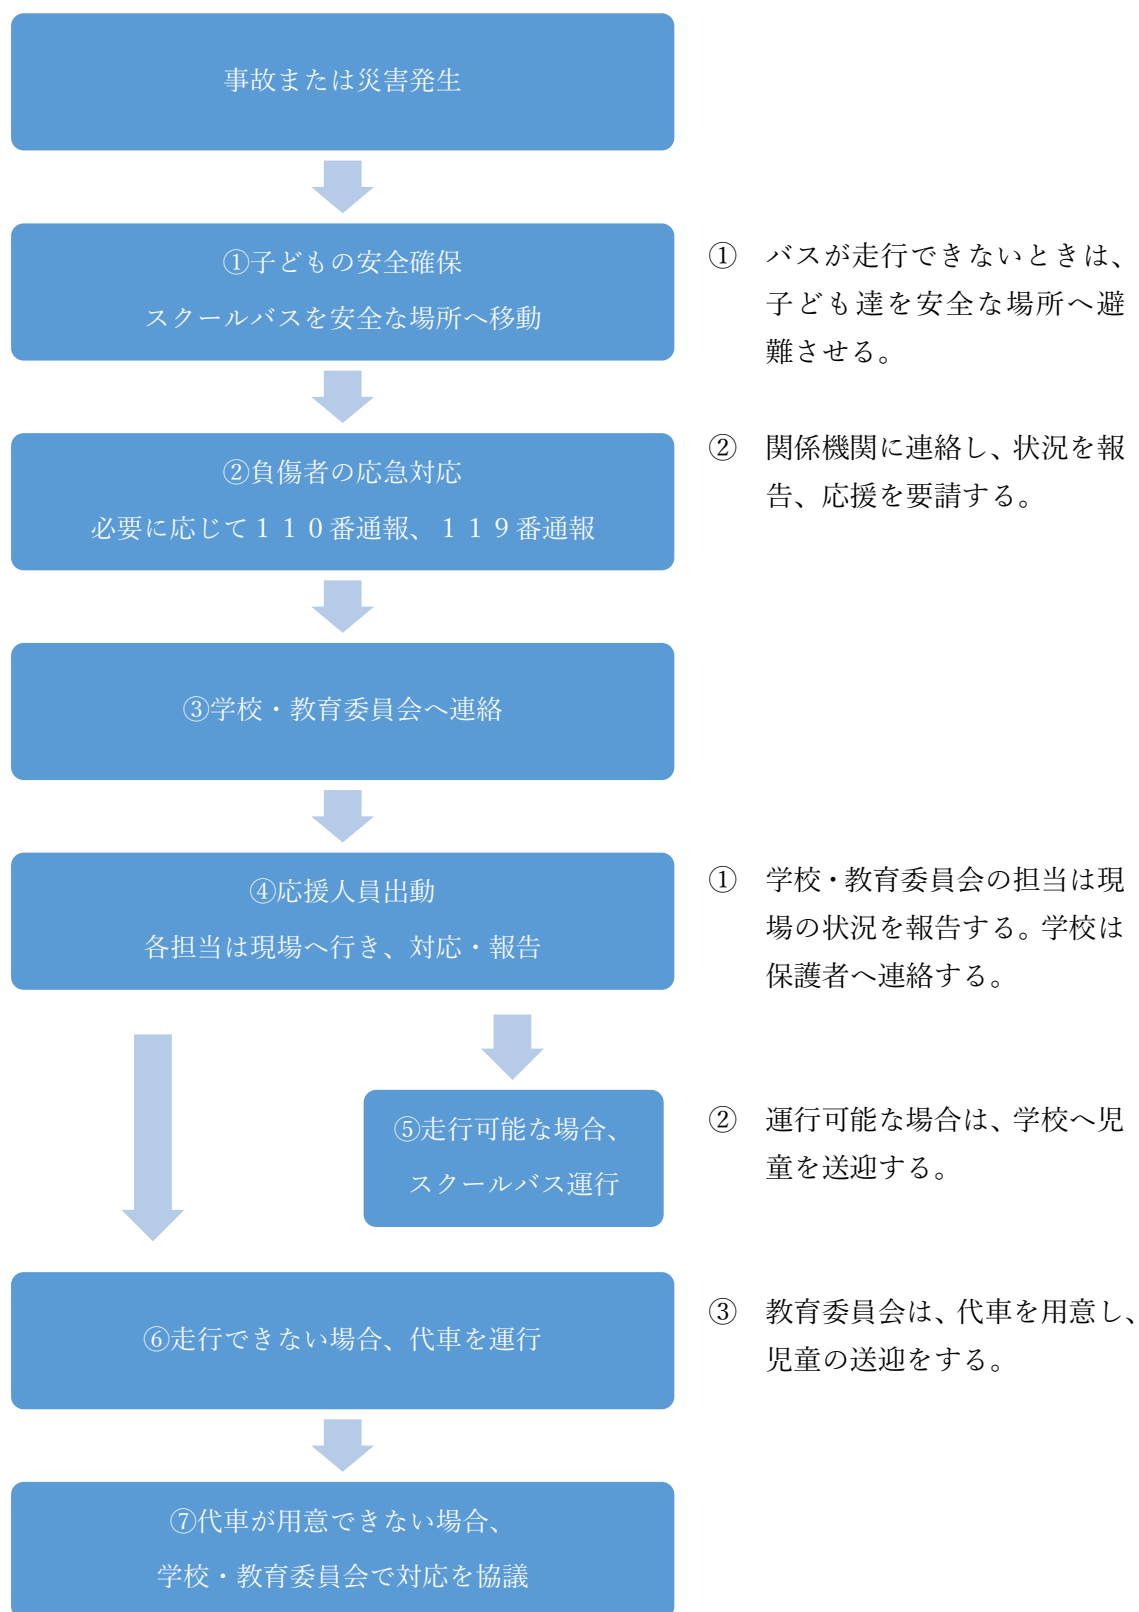 事故または災害発生
①子どもの安全確保
スクールバスを安全な場所へ移動
① バスが走行できないときは、
子ども達を安全な場所へ避
難させる。
②負傷者の応急対応
必要に応じて１１０番通報、１１９番通報
② 関係機関に連絡し、状況を報
告、応援を要請する。
③学校・教育委員会へ連絡
④応援人員出動
各担当は現場へ行き、対応・報告
① 学校・教育委員会の担当は現
場の状況を報告する。学校は
保護者へ連絡する。
⑤走行可能な場合、
スクールバス運行
② 運行可能な場合は、学校へ児
童を送迎する。
⑥走行できない場合、代車を運行
③ 教育委員会は、代車を用意し、
児童の送迎をする。
⑦代車が用意できない場合、
学校・教育委員会で対応を協議